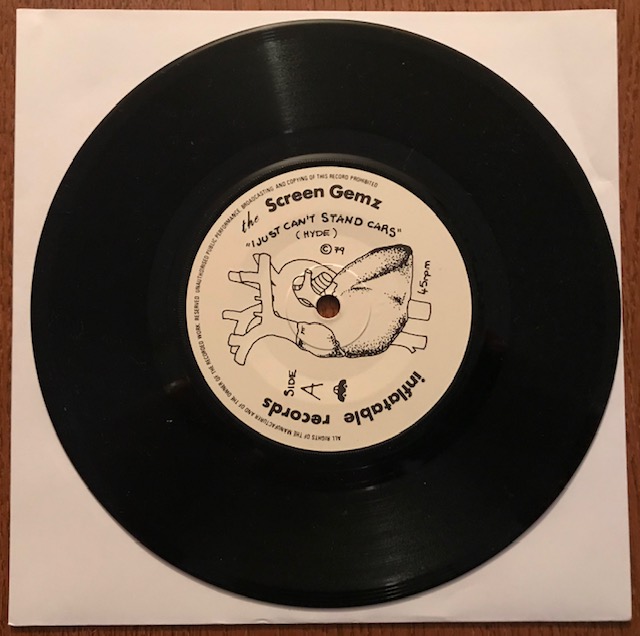 ALL RIGHTS OF THE MANUFACTURER AND OF THE OWNER OF THE RECORDED WORK RESERVED UNAUTHORISED PUBLIC PERFORMANCE, BROADCASTING AND COPYING OF THIS RECORD PROHIBITED
the Screen Gemz
"I JUST CAN'T STAND CARS"
(HYDE)
© 79
45rpm
SIDE
A
inflatable records